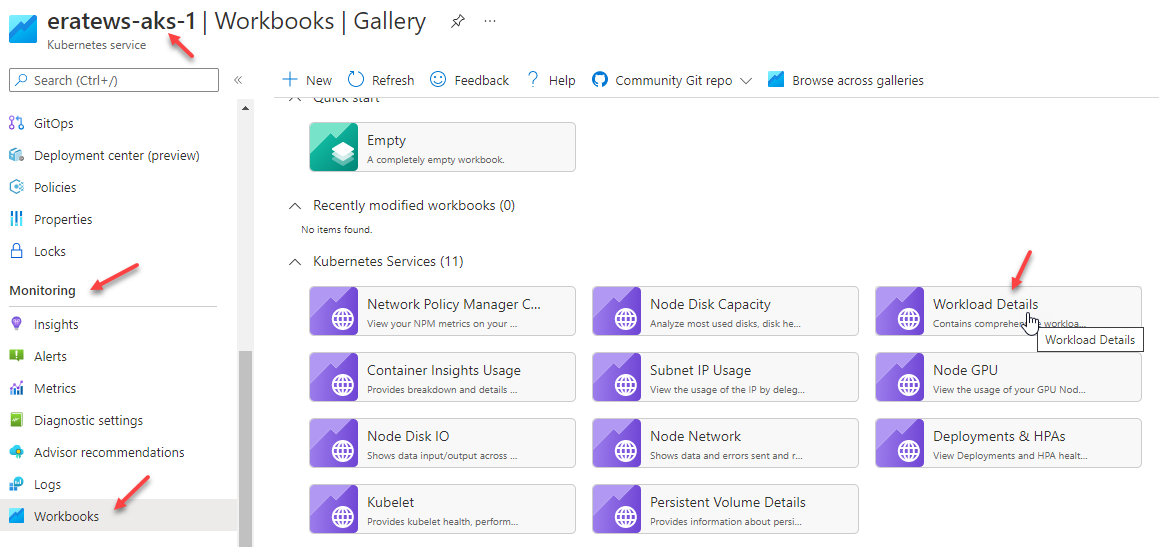 eratews-aks-1 | Workbooks | Gallery
Kubernetes service
Search (Ctrl+/)
GitOps
Deployment center (preview)
Policies
Properties
Locks
Monitoring
Insights
Alerts
Metrics
Diagnostic settings
Advisor recommendations
Logs
Workbooks
New Refresh Feedback Help Community Git repo Browse across galleries
Quick start
Empty
A completely empty workbook.
Recently modified workbooks (0)
No items found.
Kubernetes Services (11)
Network Policy Manager C...
View your NPM metrics on your ...
Node Disk Capacity
Analyze most used disks, disk he...
Workload Details
Contains comprehe workloa...
Workload Details
Container Insights Usage
Provides breakdown and details ...
Subnet IP Usage
View the usage of the IP by deleg...
Node GPU
View the usage of your GPU Nod...
Node Disk IO
Shows data input/output across ...
Node Network
Shows data and errors sent and r...
Deployments & HPAs
View Deployments and HPA healt...
Kubelet
Provides kubelet health, perform...
Persistent Volume Details
Provides information about persi...